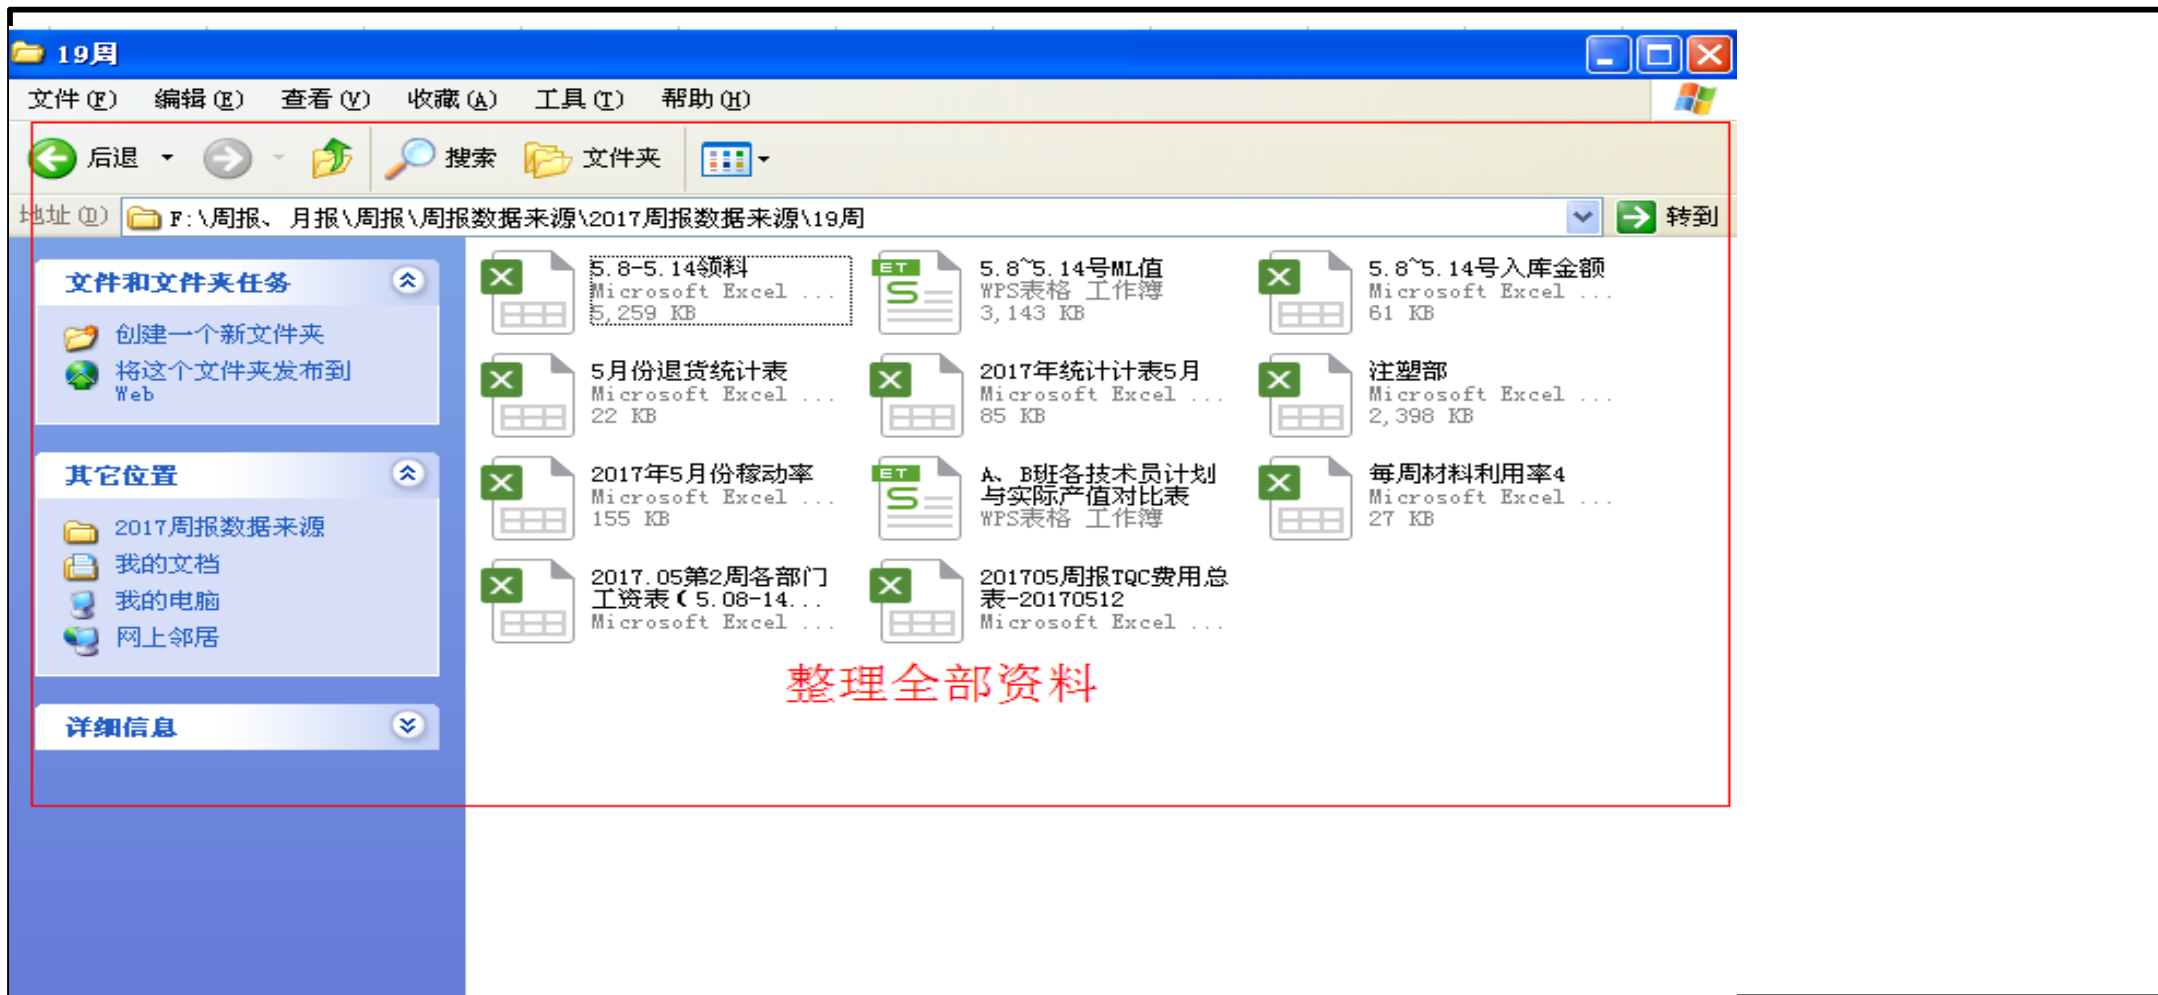 19周
文件(F) 编辑(E) 查看(V) 收藏(A) 工具(T) 帮助(H)
后退 搜索 文件夹
地址(D) F:\周报、月报\周报\周报数据来源\2017周报数据来源\19周 转到
文件和文件夹任务
创建一个新文件夹
将这个文件夹发布到
Web
其它位置
2017周报数据来源
我的文档
我的电脑
网上邻居
详细信息
5.8-5.14领料
Microsoft Excel ...
5,259 KB
5.8~5.14号ML值
WPS表格 工作簿
3,143 KB
5.8~5.14号入库金额
Microsoft Excel ...
61 KB
5月份退货统计表
Microsoft Excel ...
22 KB
2017年统计计表5月
Microsoft Excel ...
85 KB
注塑部
Microsoft Excel ...
2,398 KB
2017年5月份稼动率
Microsoft Excel ...
155 KB
A、B班各技术员计划
与实际产值对比表
WPS表格 工作簿
每周材料利用率4
Microsoft Excel ...
27 KB
2017.05第2周各部门
工资表(5.08-14...
Microsoft Excel ...
201705周报TQC费用总
表-20170512
Microsoft Excel ...
整理全部资料